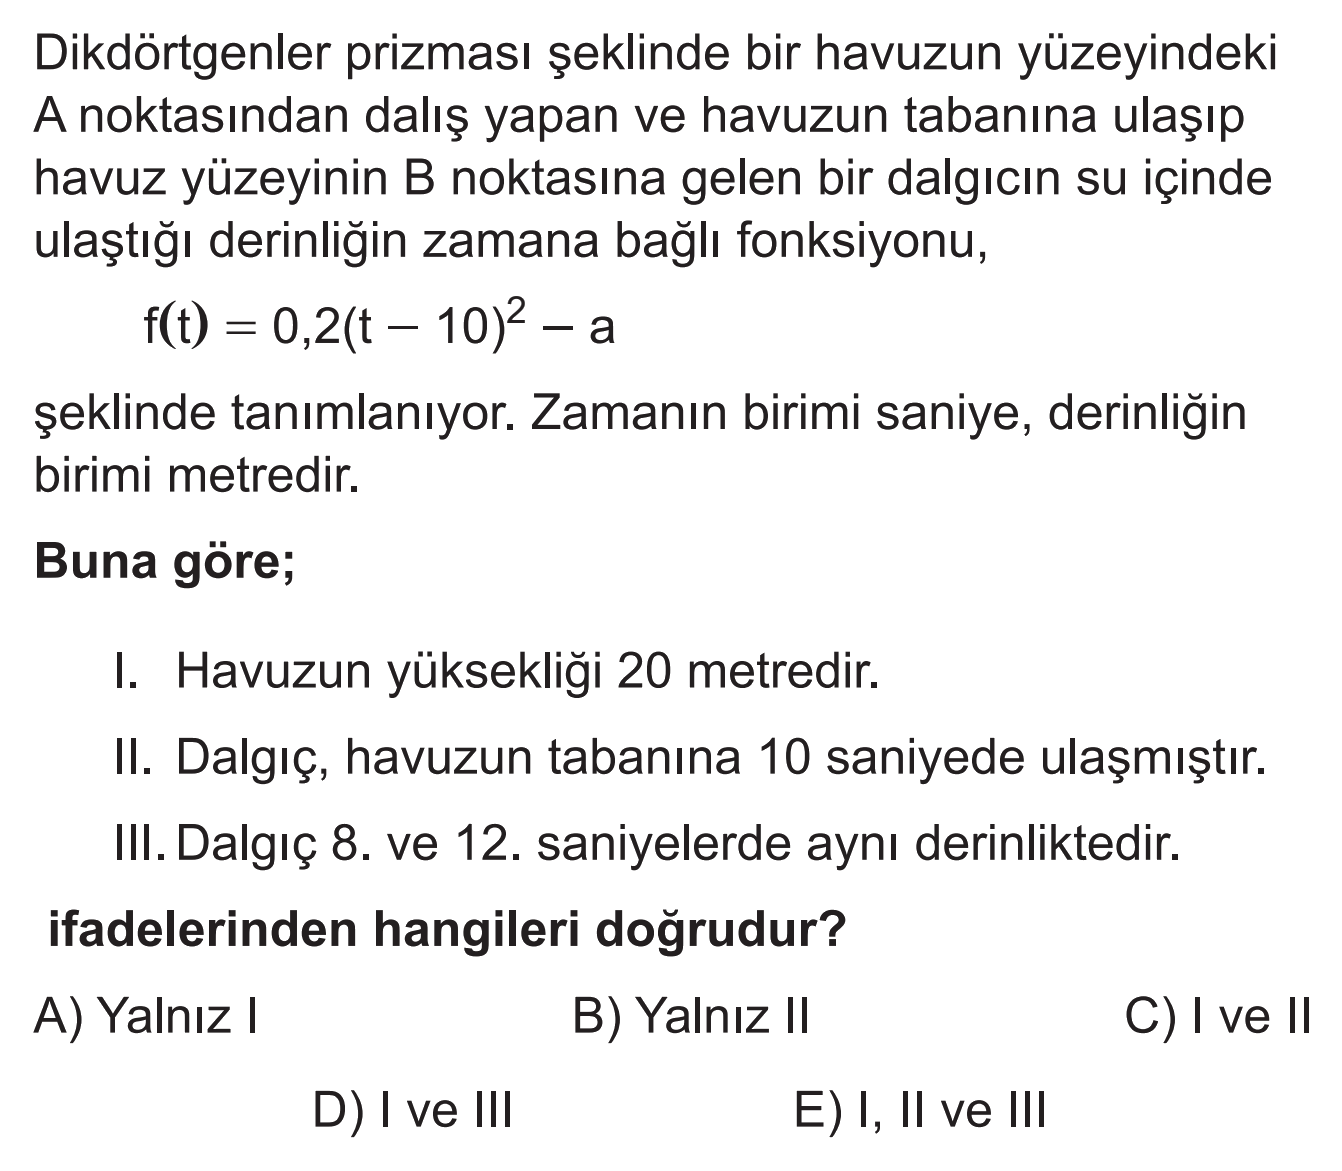 Dikdörtgenler prizması şeklinde bir havuzun yüzeyindeki
A noktasından dalış yapan ve havuzun tabanına ulaşıp
havuz yüzeyinin B noktasına gelen bir dalgıcın su içinde
ulaştığı derinliğin zamana bağlı fonksiyonu,
f(t) = 0,2(t – 10)² – a
şeklinde tanımlanıyor. Zamanın birimi saniye, derinliğin
birimi metredir.
Buna göre;
I. Havuzun yüksekliği 20 metredir.
II. Dalgıç, havuzun tabanına 10 saniyede ulaşmıştır.
III. Dalgıç 8. ve 12. saniyelerde aynı derinliktedir.
ifadelerinden hangileri doğrudur?
A) Yalnız I B) Yalnız II C) I ve II
D) I ve III E) I, II ve III